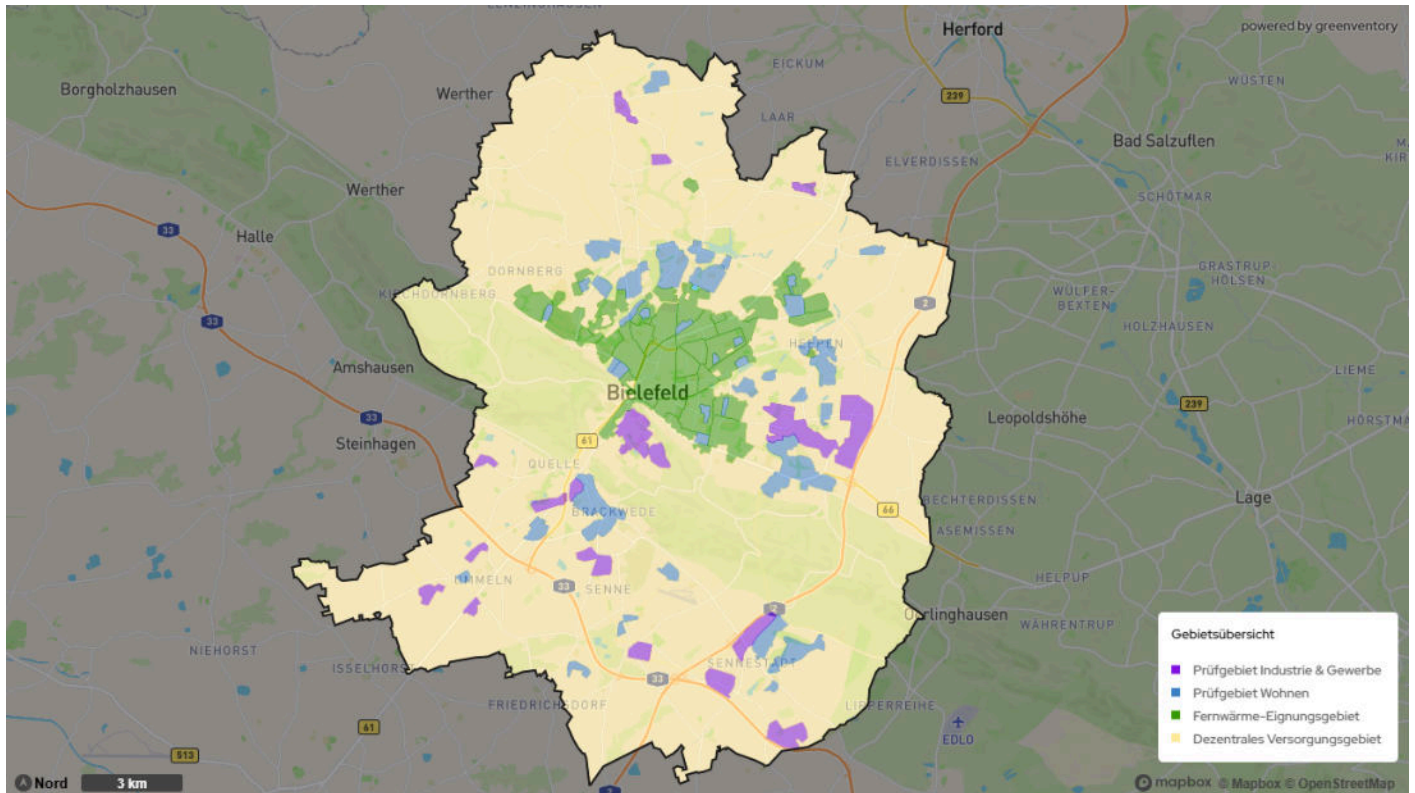 Herford
powered by greenventory
EICKUM
WÜSTEN
Borgholzhausen
Werther
239
LAAR
Bad Salzuflen
ELVERDISSEN
Werther
SCHÖTMAR
33
Halle
DORNBERG
GRASTRUP-
HÖLSEN
KIRCHDORNBERG
WÜLFER-
BEXTEN
2
33
HOLZHAUSEN
HEEPEN
Amshausen
LIEME
Bielefeld
239
33
Leopoldshöhe
Steinhagen
61
QUELLE
BECHTERDISSEN
Lage
BRACKWEDE
66
ASEMISSEN
UMMELN
33
SENNE
HELPUP
2
Oerlinghausen
WÄHRENTRUP
NIEHORST
ISSELHORST
SENNESTADT
33
FRIEDRICHSDORF
LIPPERREIHE
61
513
EDLO
Gebietsübersicht
Prüfgebiet Industrie & Gewerbe
Prüfgebiet Wohnen
Fernwärme-Eignungsgebiet
Dezentrales Versorgungsgebiet
Nord
3 km
mapbox © Mapbox © OpenStreetMap